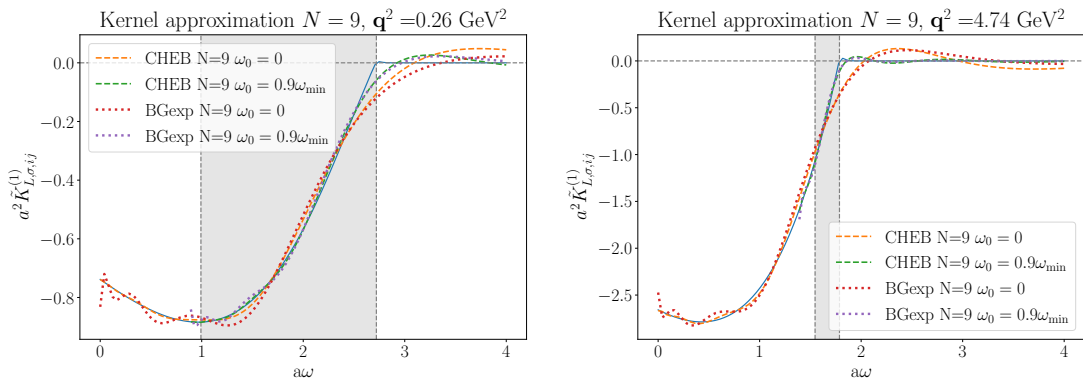 Kernel approximation N = 9, q² =0.26 GeV²
a²K̃⁽¹⁾_{L,σ,ij}
0.0
−0.2
−0.4
−0.6
−0.8
CHEB N=9 ω₀ = 0
CHEB N=9 ω₀ = 0.9ω_min
BGexp N=9 ω₀ = 0
BGexp N=9 ω₀ = 0.9ω_min
0 1 2 3 4
aω
Kernel approximation N = 9, q² =4.74 GeV²
a²K̃⁽¹⁾_{L,σ,ij}
0.0
−0.5
−1.0
−1.5
−2.0
−2.5
CHEB N=9 ω₀ = 0
CHEB N=9 ω₀ = 0.9ω_min
BGexp N=9 ω₀ = 0
BGexp N=9 ω₀ = 0.9ω_min
0 1 2 3 4
aω